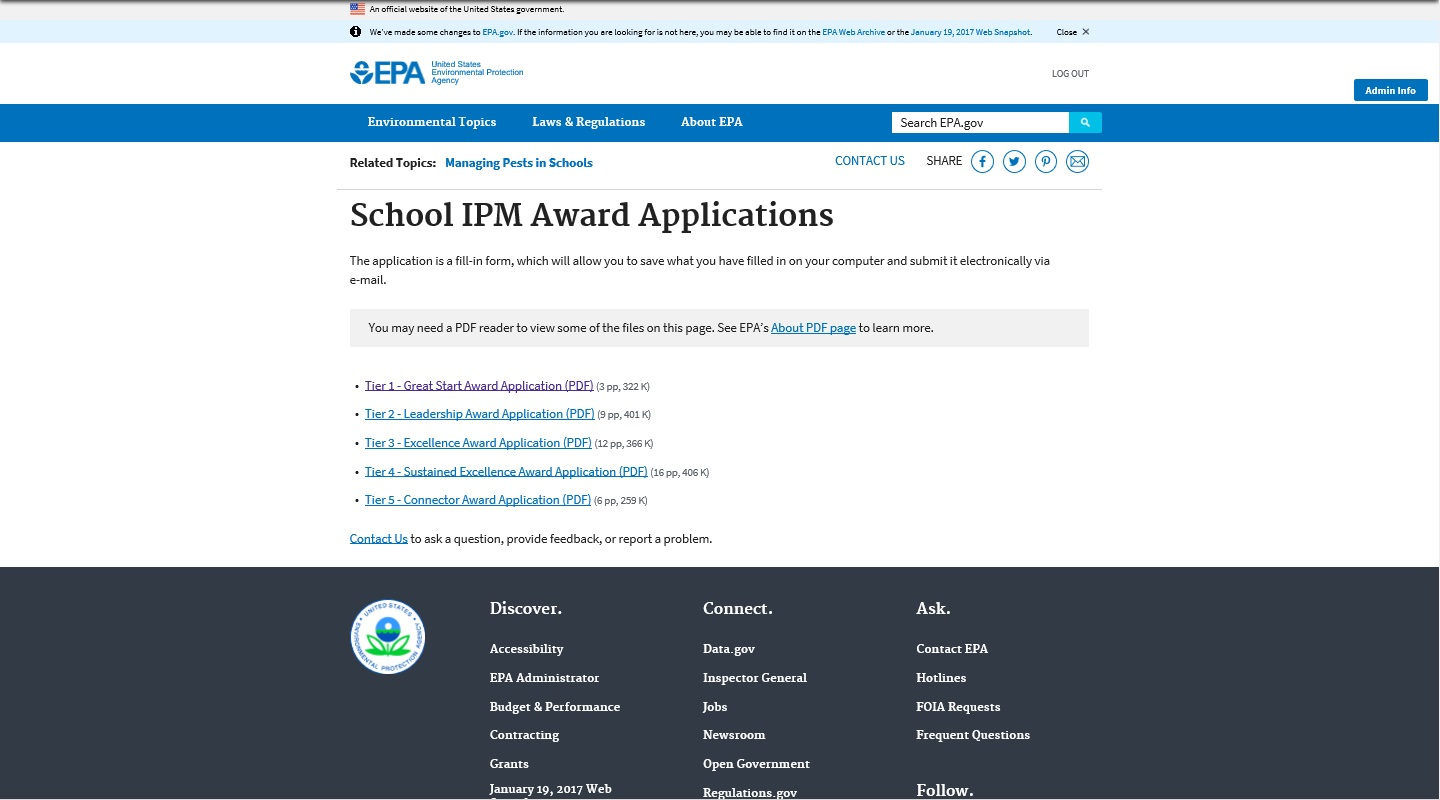 An official website of the United States government.
We've made some changes to EPA.gov. If the information you are looking for is not here, you may be able to find it on the EPA Web Archive or the January 19, 2017 Web Snapshot. Close ✕
EPA United States
Environmental Protection
Agency
LOG OUT
Admin Info
Environmental Topics Laws & Regulations About EPA Search EPA.gov
Related Topics: Managing Pests in Schools CONTACT US SHARE
School IPM Award Applications
The application is a fill-in form, which will allow you to save what you have filled in on your computer and submit it electronically via
e-mail.
You may need a PDF reader to view some of the files on this page. See EPA's About PDF page to learn more.
• Tier 1 - Great Start Award Application (PDF) (3 pp, 322 K)
• Tier 2 - Leadership Award Application (PDF) (9 pp, 401 K)
• Tier 3 - Excellence Award Application (PDF) (12 pp, 366 K)
• Tier 4 - Sustained Excellence Award Application (PDF) (16 pp, 406 K)
• Tier 5 - Connector Award Application (PDF) (6 pp, 259 K)
Contact Us to ask a question, provide feedback, or report a problem.
UNITED STATES ENVIRONMENTAL PROTECTION AGENCY
Discover.
Accessibility
EPA Administrator
Budget & Performance
Contracting
Grants
January 19, 2017 Web
Connect.
Data.gov
Inspector General
Jobs
Newsroom
Open Government
Regulations.gov
Ask.
Contact EPA
Hotlines
FOIA Requests
Frequent Questions
Follow.